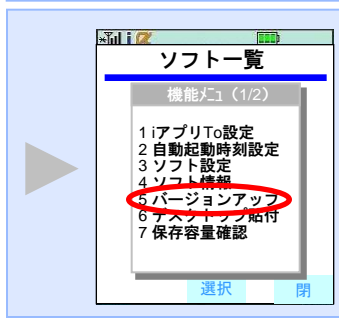 ソフト一覧
機能ﾒﾆｭ（1/2）
1 iアプリTo設定
2 自動起動時刻設定
3 ソフト設定
4 ソフト情報
5 バージョンアップ
6 デスクトップ貼付
7 保存容量確認
選択
閉